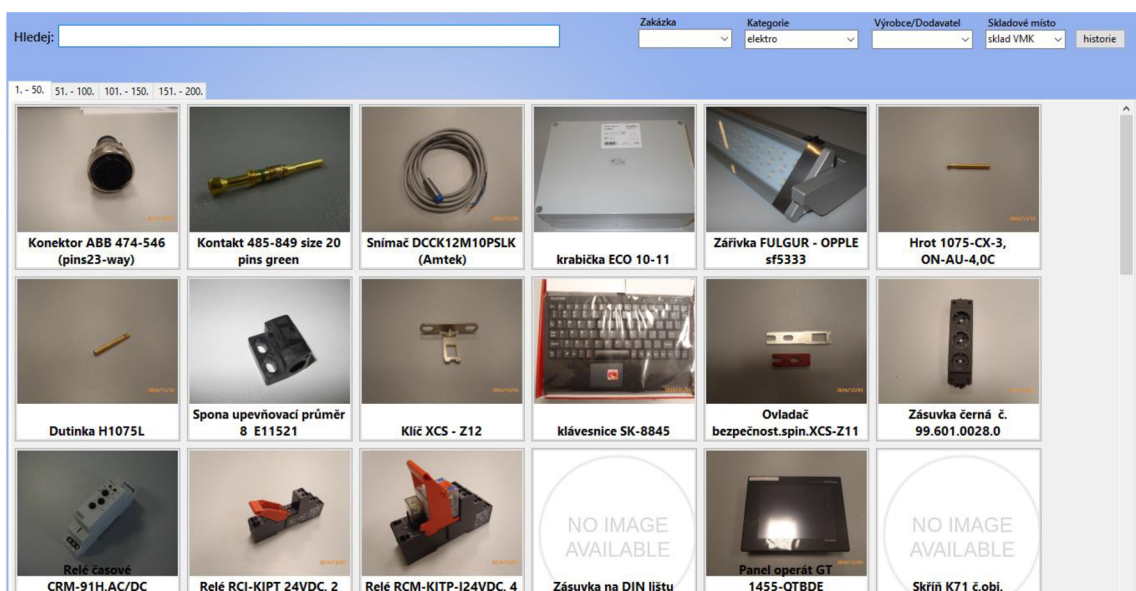 Zakázka Kategorie Výrobce/Dodavatel Skladové místo
Hledej: elektro sklad VMK historie
1. - 50. 51. - 100. 101. - 150. 151. - 200.
Konektor ABB 474-546
(pins23-way)
Kontakt 485-849 size 20
pins green
Snímač DCCK12M10PSLK
(Amtek)
krabička ECO 10-11
Zářivka FULGUR - OPPLE
sf5333
Hrot 1075-CX-3,
ON-AU-4,0C
Dutinka H1075L
Spona upevňovací průměr
8 E11521
Klíč XCS - Z12
klávesnice SK-8845
Ovladač
bezpečnost.spin.XCS-Z11
Zásuvka černá č.
99.601.0028.0
Relé časové
CRM-91H,AC/DC
Relé RCI-KIPT 24VDC, 2
Relé RCM-KITP-I24VDC, 4
NO IMAGE
AVAILABLE
Zásuvka na DIN lištu
Panel operát GT
1455-QTBDE
NO IMAGE
AVAILABLE
Skříň K71 č.obj.